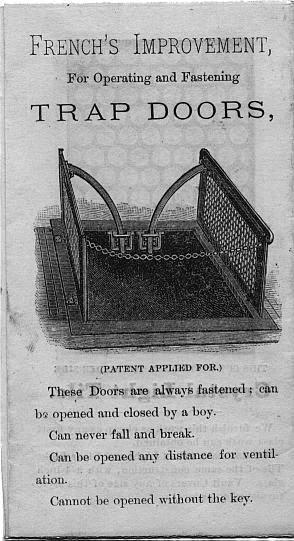 FRENCH'S IMPROVEMENT,
For Operating and Fastening
TRAP DOORS,
(PATENT APPLIED FOR.)
These Doors are always fastened; can
be opened and closed by a boy.
Can never fall and break.
Can be opened any distance for ventil-
ation.
Cannot be opened without the key.